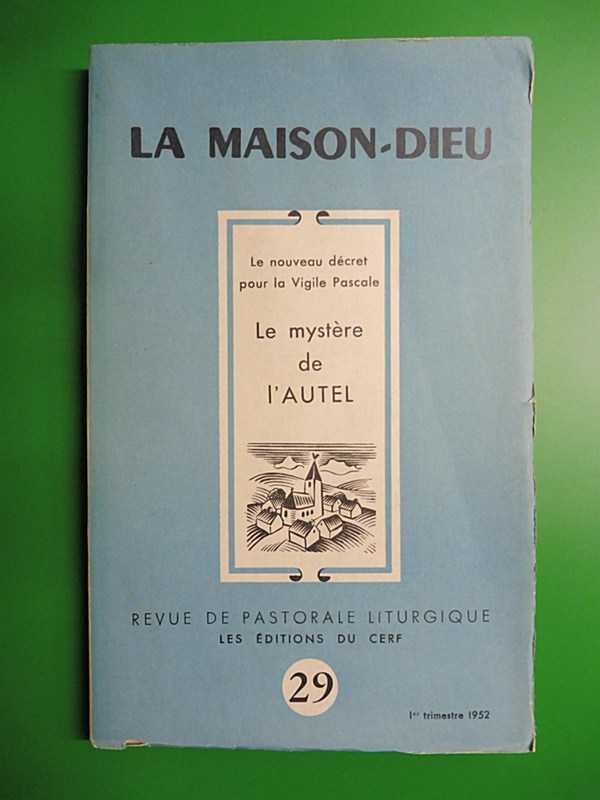 LA MAISON-DIEU
Le nouveau décret
pour la Vigile Pascale
Le mystère
de
l'AUTEL
REVUE DE PASTORALE LITURGIQUE
LES ÉDITIONS DU CERF
29
1er trimestre 1952